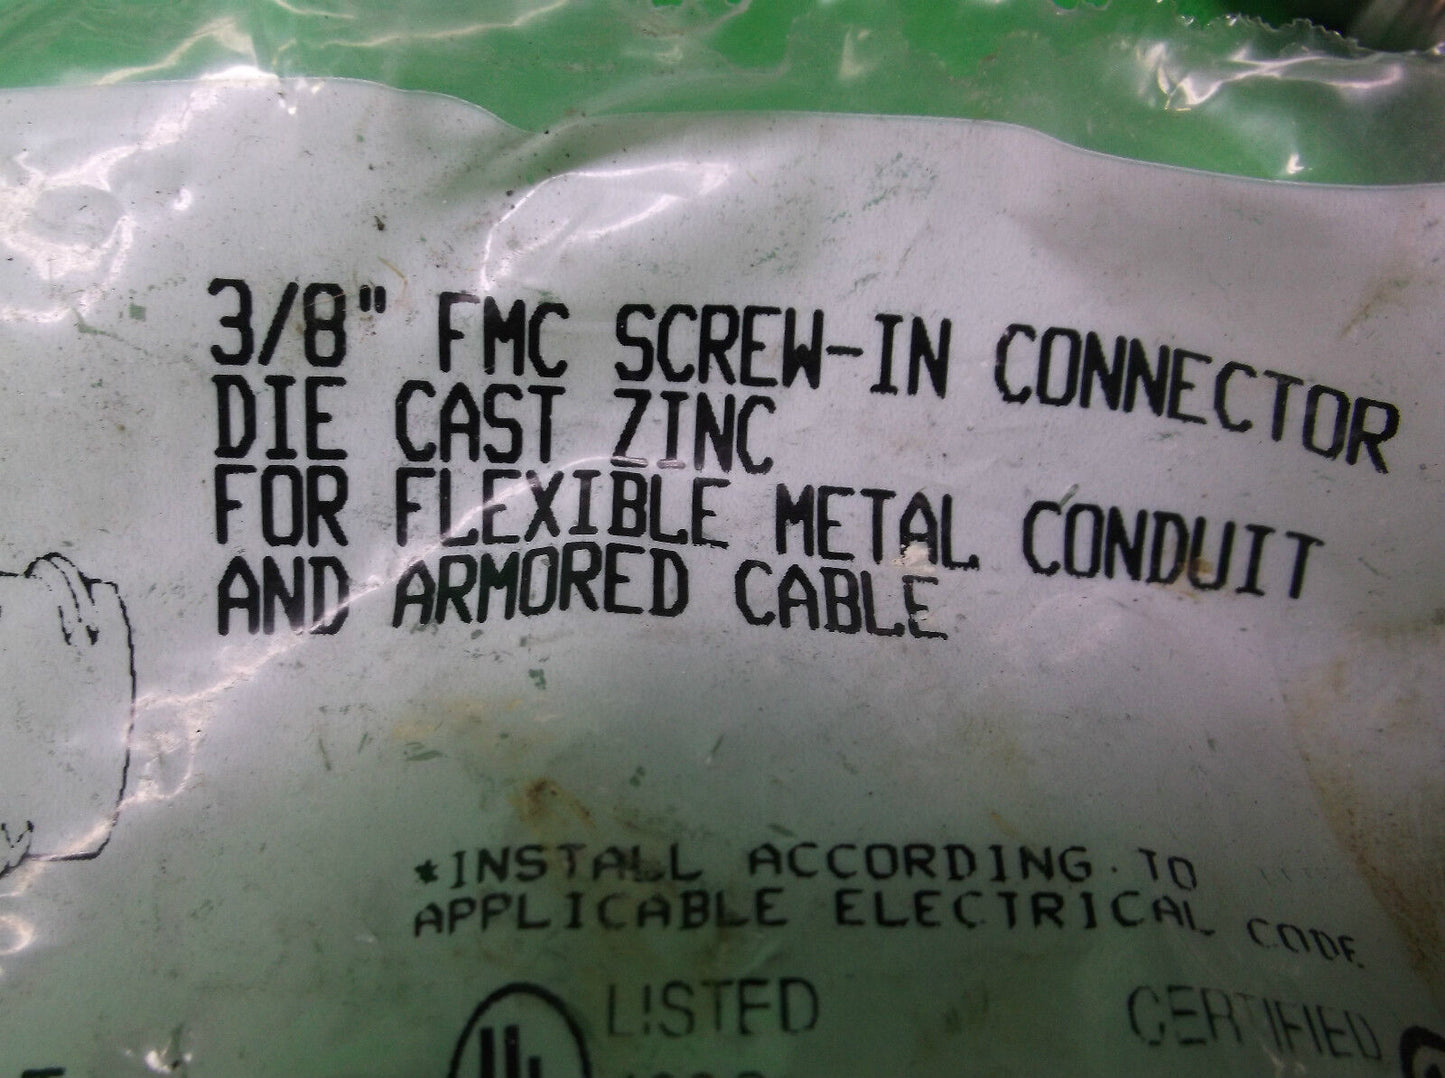 3/8" FMC SCREW-IN CONNECTOR
DIE CAST ZINC
FOR FLEXIBLE METAL CONDUIT
AND ARMORED CABLE
*INSTALL ACCORDING TO
APPLICABLE ELECTRICAL CODE.
UL LISTED
CERTIFIED